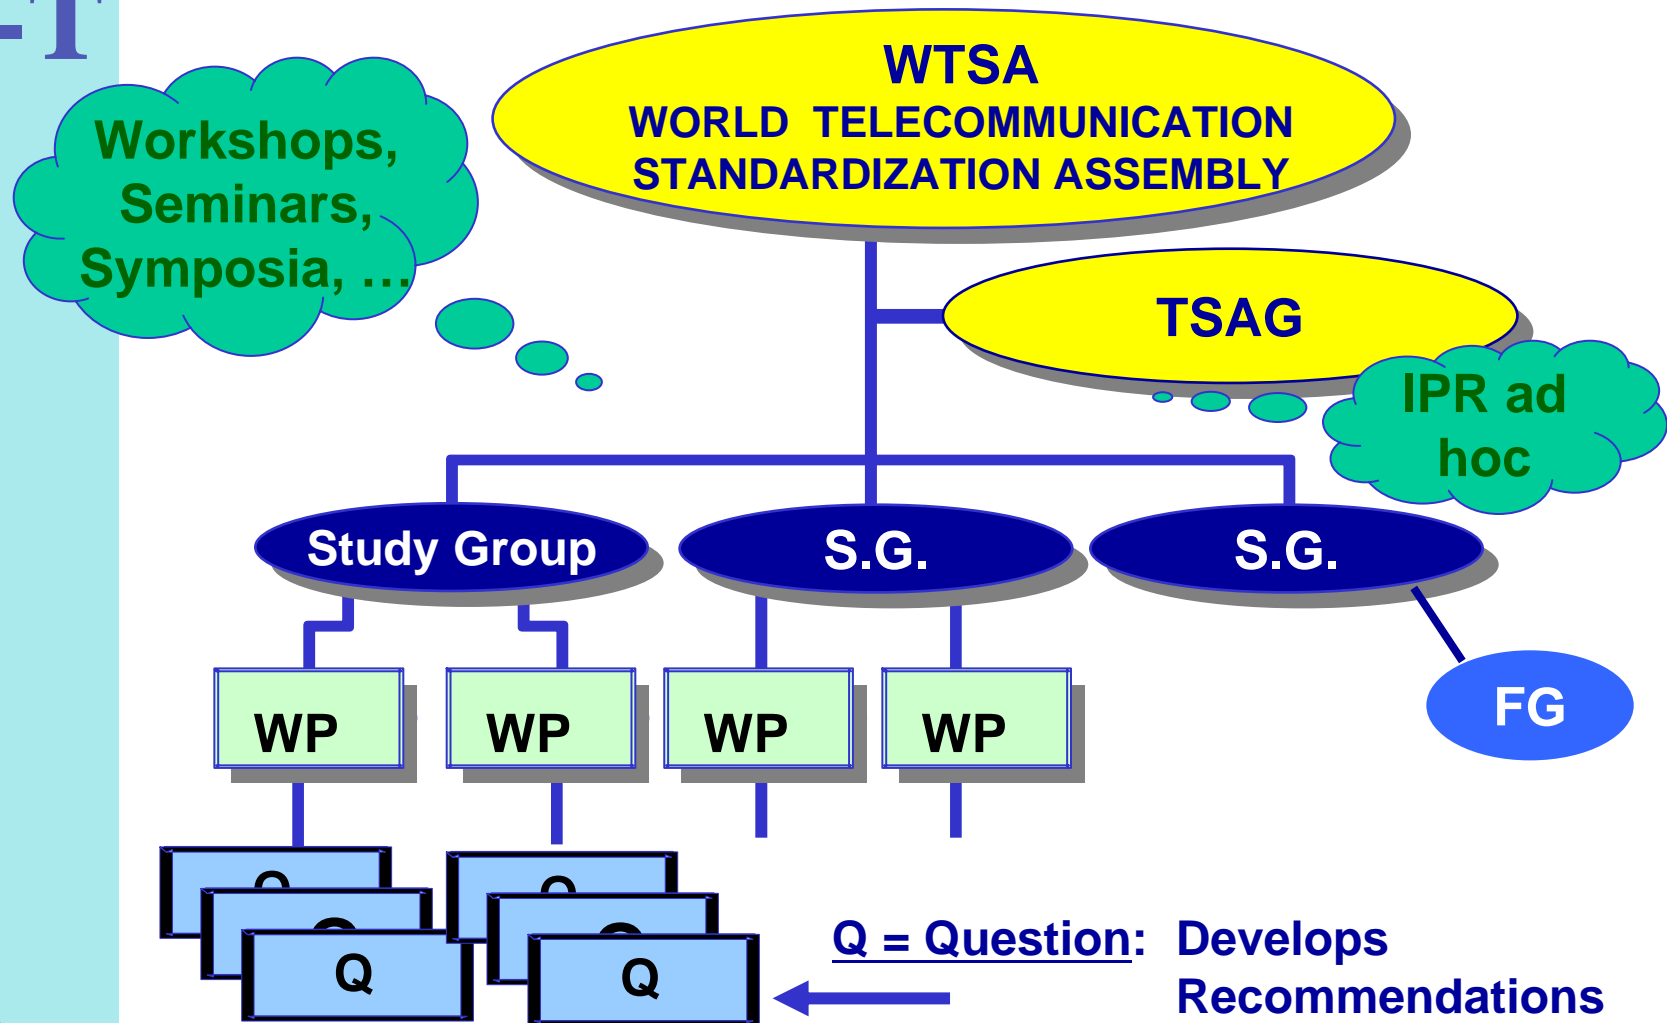 -T
WTSA
WORLD TELECOMMUNICATION
STANDARDIZATION ASSEMBLY
Workshops,
Seminars,
Symposia, …
TSAG
IPR ad
hoc
Study Group
S.G.
S.G.
WP
WP
WP
WP
FG
Q
Q
Q
Q
Q
Q
Q = Question: Develops
Recommendations